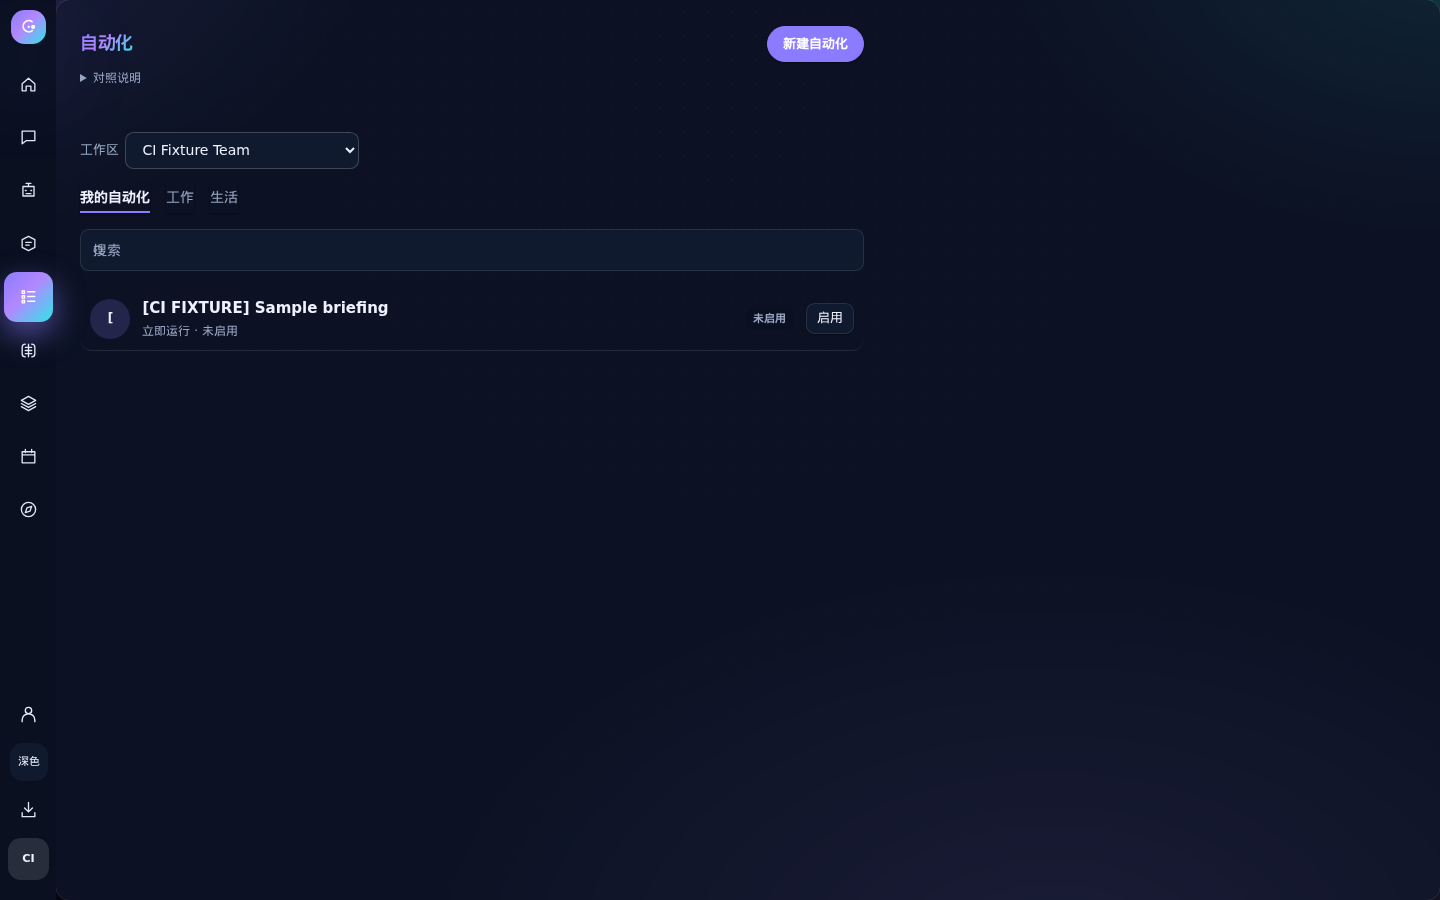 自动化
新建自动化
对照说明
工作区 CI Fixture Team
我的自动化 工作 生活
搜索
[ [CI FIXTURE] Sample briefing
立即运行 · 未启用
未启用 启用
深色
CI